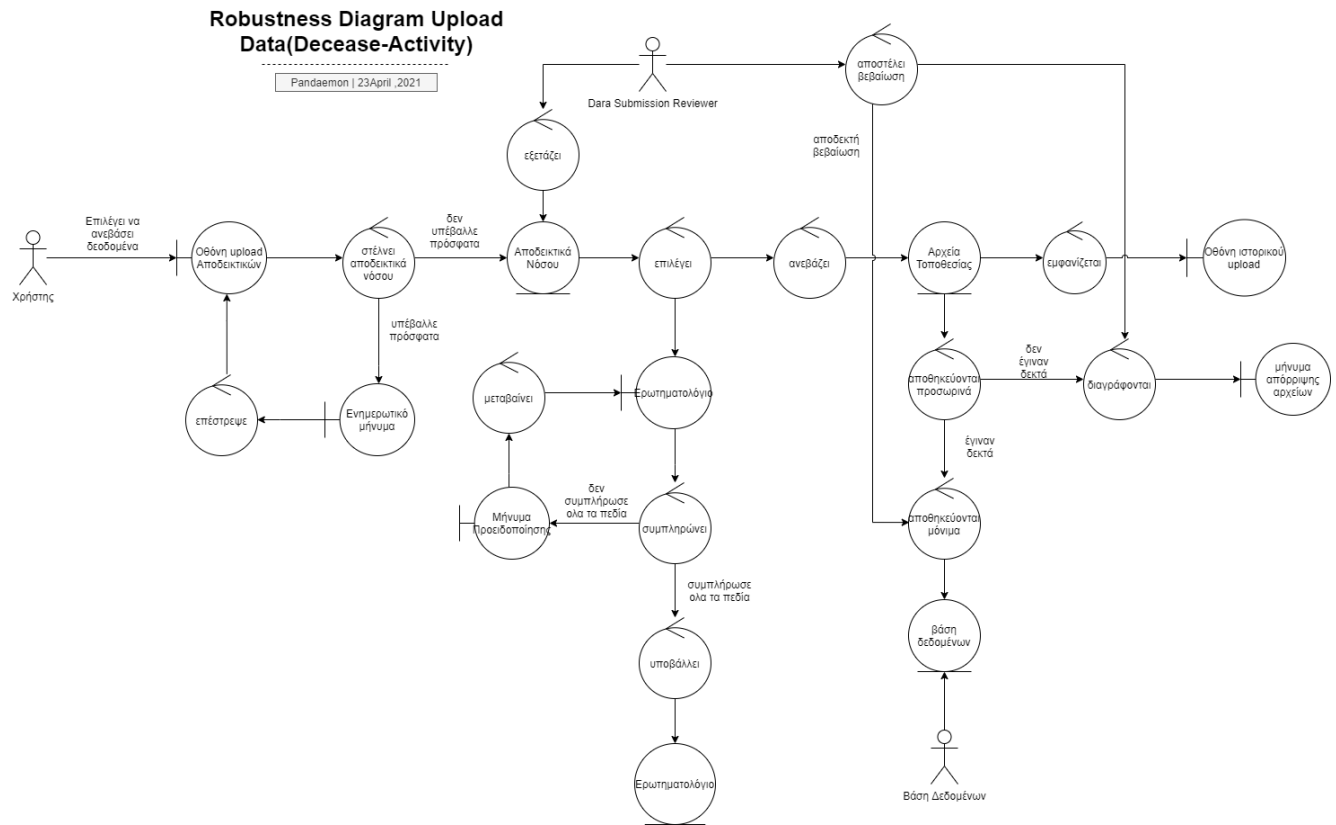 Robustness Diagram Upload
Data(Decease-Activity)
Pandaemon | 23April ,2021
Dara Submission Reviewer
αποστέλει
βεβαίωση
εξετάζει
αποδεκτή
βεβαίωση
Επιλέγει να
ανεβάσει
δεοδομένα
Χρήστης
Οθόνη upload
Αποδεικτικών
στέλνει
αποδεικτικά
νόσου
δεν
υπέβαλλε
πρόσφατα
Αποδεικτικά
Νόσου
επιλέγει
ανεβάζει
Αρχεία
Τοποθεσίας
εμφανίζεται
Οθόνη ιστορικού
upload
υπέβαλλε
πρόσφατα
επέστρεψε
Ενημερωτικό
μήνυμα
μεταβαίνει
Ερωτηματολόγιο
αποθηκεύονται
προσωρινά
δεν
έγιναν
δεκτά
διαγράφονται
μήνυμα
απόρριψης
αρχείων
έγιναν
δεκτά
Μήνυμα
Προειδοποίησης
δεν
συμπλήρωσε
ολα τα πεδία
συμπληρώνει
αποθηκεύονται
μόνιμα
συμπλήρωσε
ολα τα πεδία
υποβάλλει
βάση
δεδομένων
Ερωτηματολόγιο
Βάση Δεδομένων